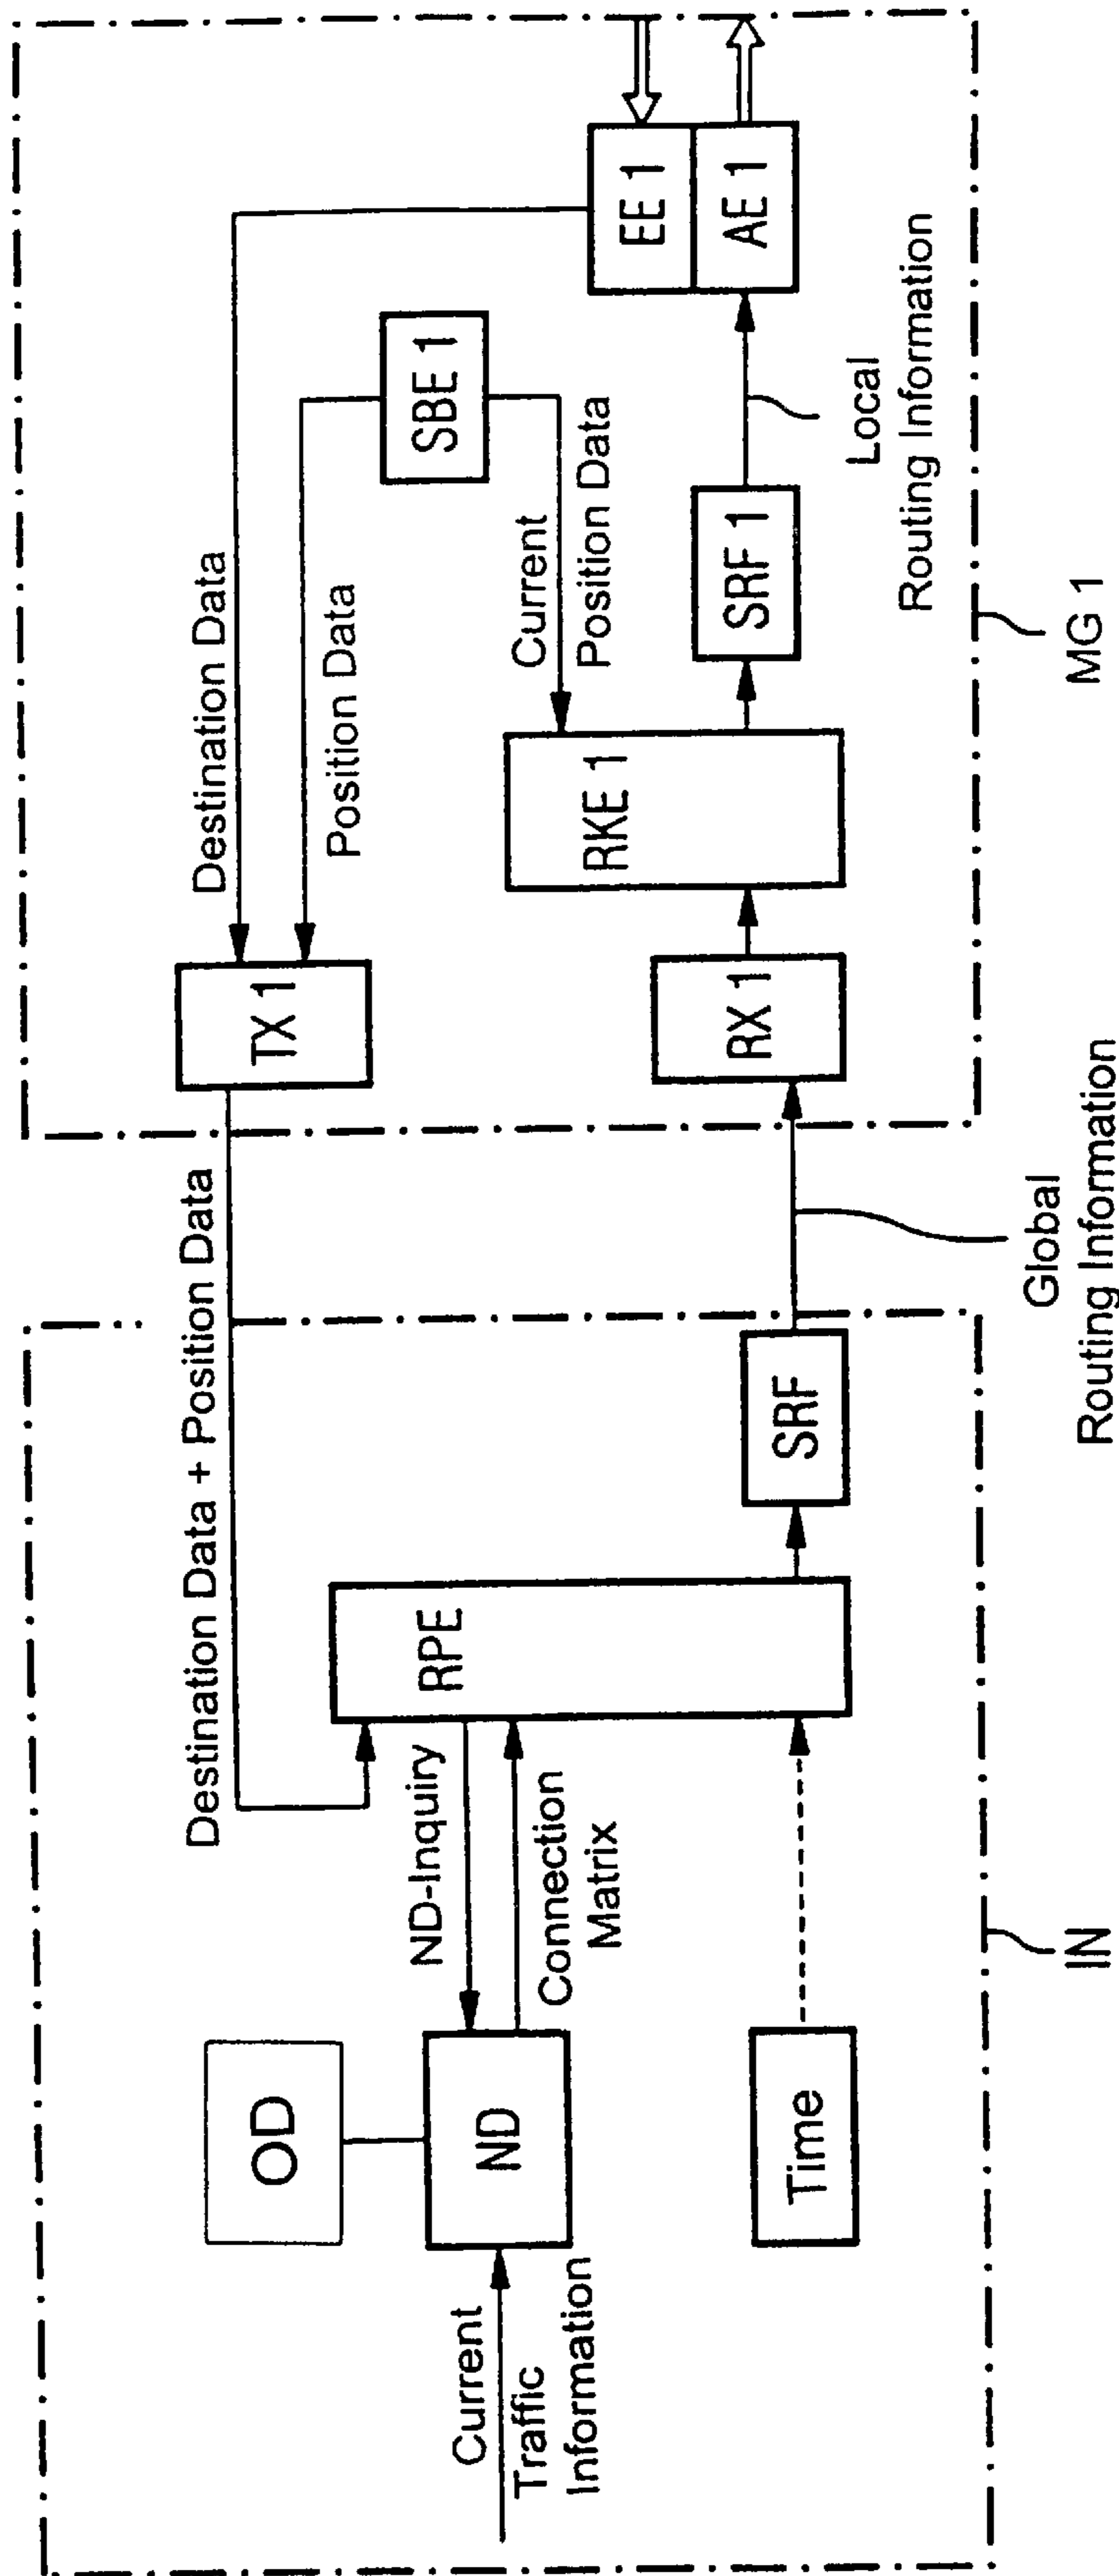 OD
ND
Current
Traffic
Information
ND-Inquiry
Connection
Matrix
Time
RPE
SRF
IN
Destination Data + Position Data
Global
Routing Information
TX 1
RX 1
Destination Data
Position Data
RKE 1
Current
Position Data
SBE 1
SRF 1
Local
Routing Information
EE 1
AE 1
MG 1